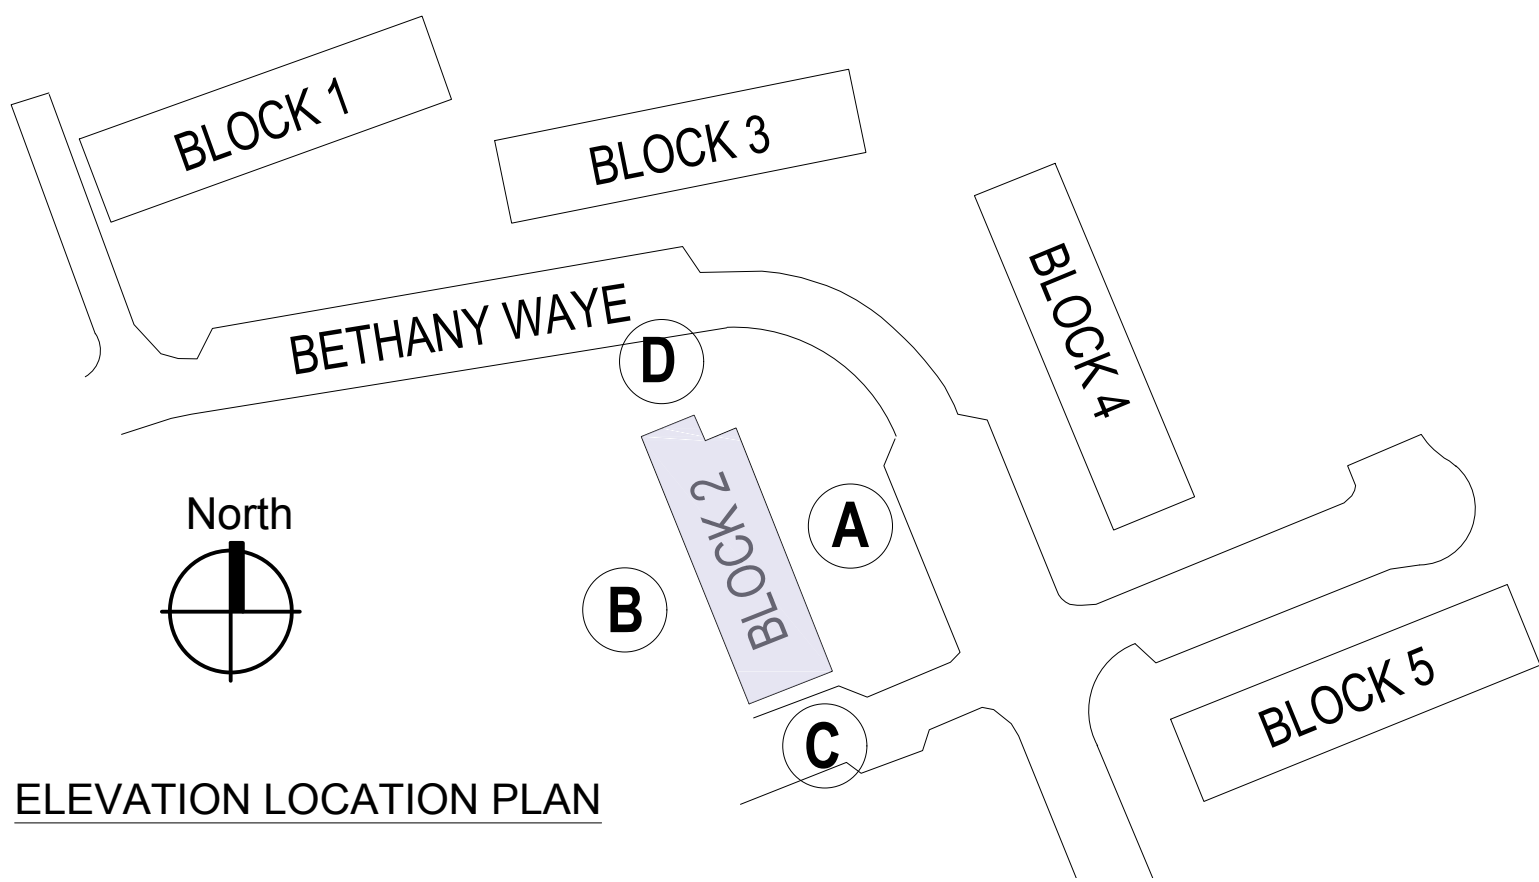 BLOCK 1
BLOCK 3
BLOCK 4
BETHANY WAYE
D
BLOCK 2
A
North
B
BLOCK 5
C
ELEVATION LOCATION PLAN